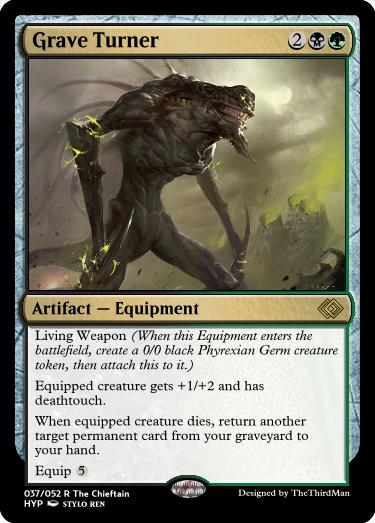 Grave Turner 2
Artifact — Equipment
Living Weapon (When this Equipment enters the
battlefield, create a 0/0 black Phyrexian Germ creature
token, then attach this to it.)
Equipped creature gets +1/+2 and has
deathtouch.
When equipped creature dies, return another
target permanent card from your graveyard to
your hand.
Equip 5
037/052 R The Chieftain
HYP STYLO REN
Designed by TheThirdMan